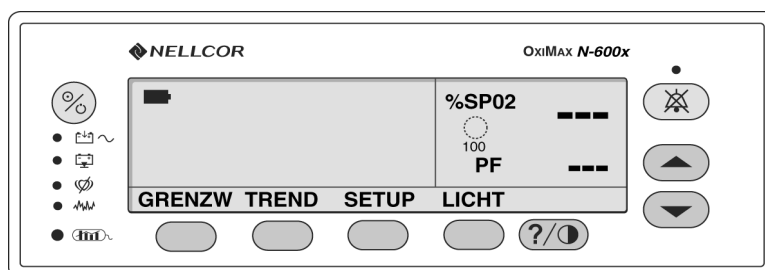 NELLCOR
OXIMAX N-600x
%SP02 ---
100
PF ---
GRENZW TREND SETUP LICHT
?/